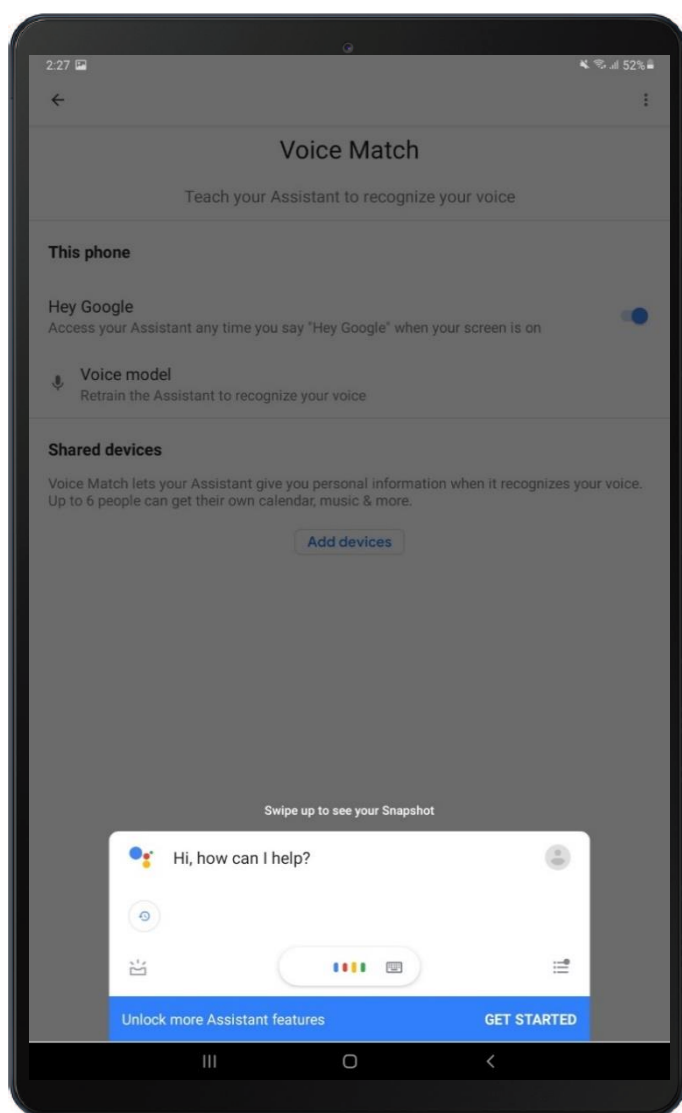 2:27
52%
Voice Match
Teach your Assistant to recognize your voice
This phone
Hey Google
Access your Assistant any time you say "Hey Google" when your screen is on
Voice model
Retrain the Assistant to recognize your voice
Shared devices
Voice Match lets your Assistant give you personal information when it recognizes your voice.
Up to 6 people can get their own calendar, music & more.
Add devices
Swipe up to see your Snapshot
Hi, how can I help?
Unlock more Assistant features
GET STARTED